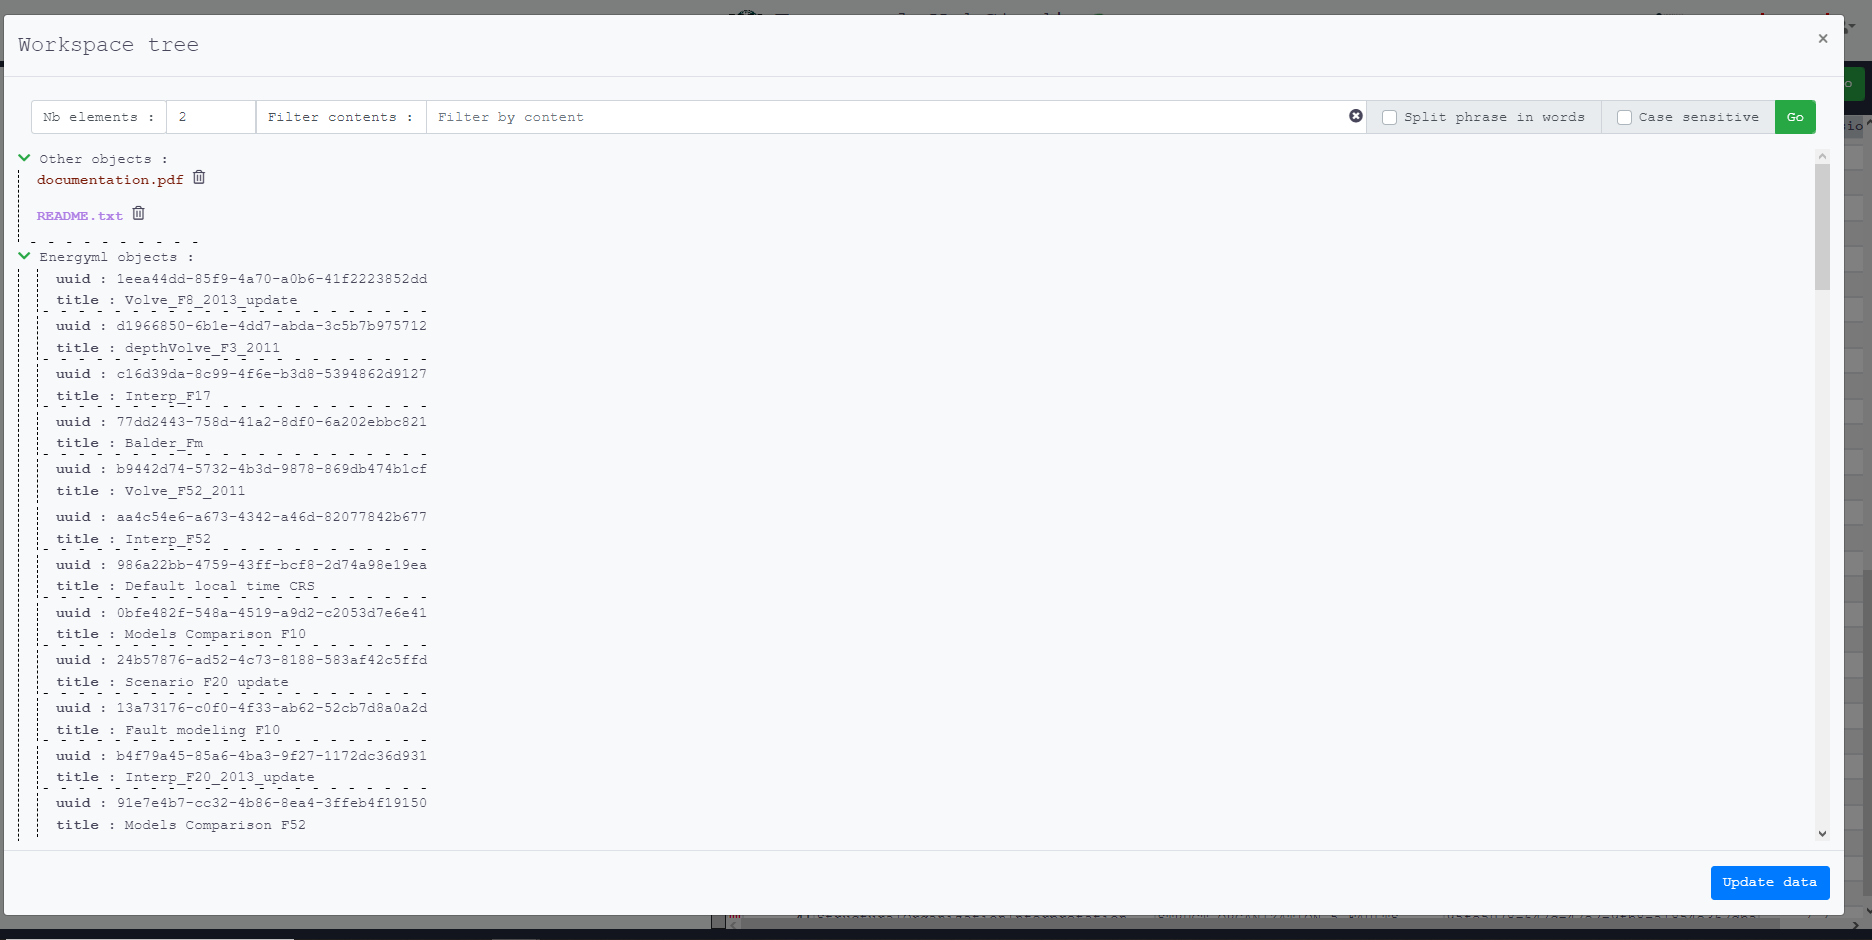 Workspace tree
×
Nb elements : 2 Filter contents : Filter by content Split phrase in words Case sensitive Go
Other objects :
documentation.pdf
README.txt
Energyml objects :
uuid : 1eea44dd-85f9-4a70-a0b6-41f2223852dd
title : Volve_F8_2013_update
uuid : d1966850-6b1e-4dd7-abda-3c5b7b975712
title : depthVolve_F3_2011
uuid : c16d39da-8c99-4f6e-b3d8-5394862d9127
title : Interp_F17
uuid : 77dd2443-758d-41a2-8df0-6a202ebbc821
title : Balder_Fm
uuid : b9442d74-5732-4b3d-9878-869db474b1cf
title : Volve_F52_2011
uuid : aa4c54e6-a673-4342-a46d-82077842b677
title : Interp_F52
uuid : 986a22bb-4759-43ff-bcf8-2d74a98e19ea
title : Default local time CRS
uuid : 0bfe482f-548a-4519-a9d2-c2053d7e6e41
title : Models Comparison F10
uuid : 24b57876-ad52-4c73-8188-583af42c5ffd
title : Scenario F20 update
uuid : 13a73176-c0f0-4f33-ab62-52cb7d8a0a2d
title : Fault modeling F10
uuid : b4f79a45-85a6-4ba3-9f27-1172dc36d931
title : Interp_F20_2013_update
uuid : 91e7e4b7-cc32-4b86-8ea4-3ffeb4f19150
title : Models Comparison F52
Update data